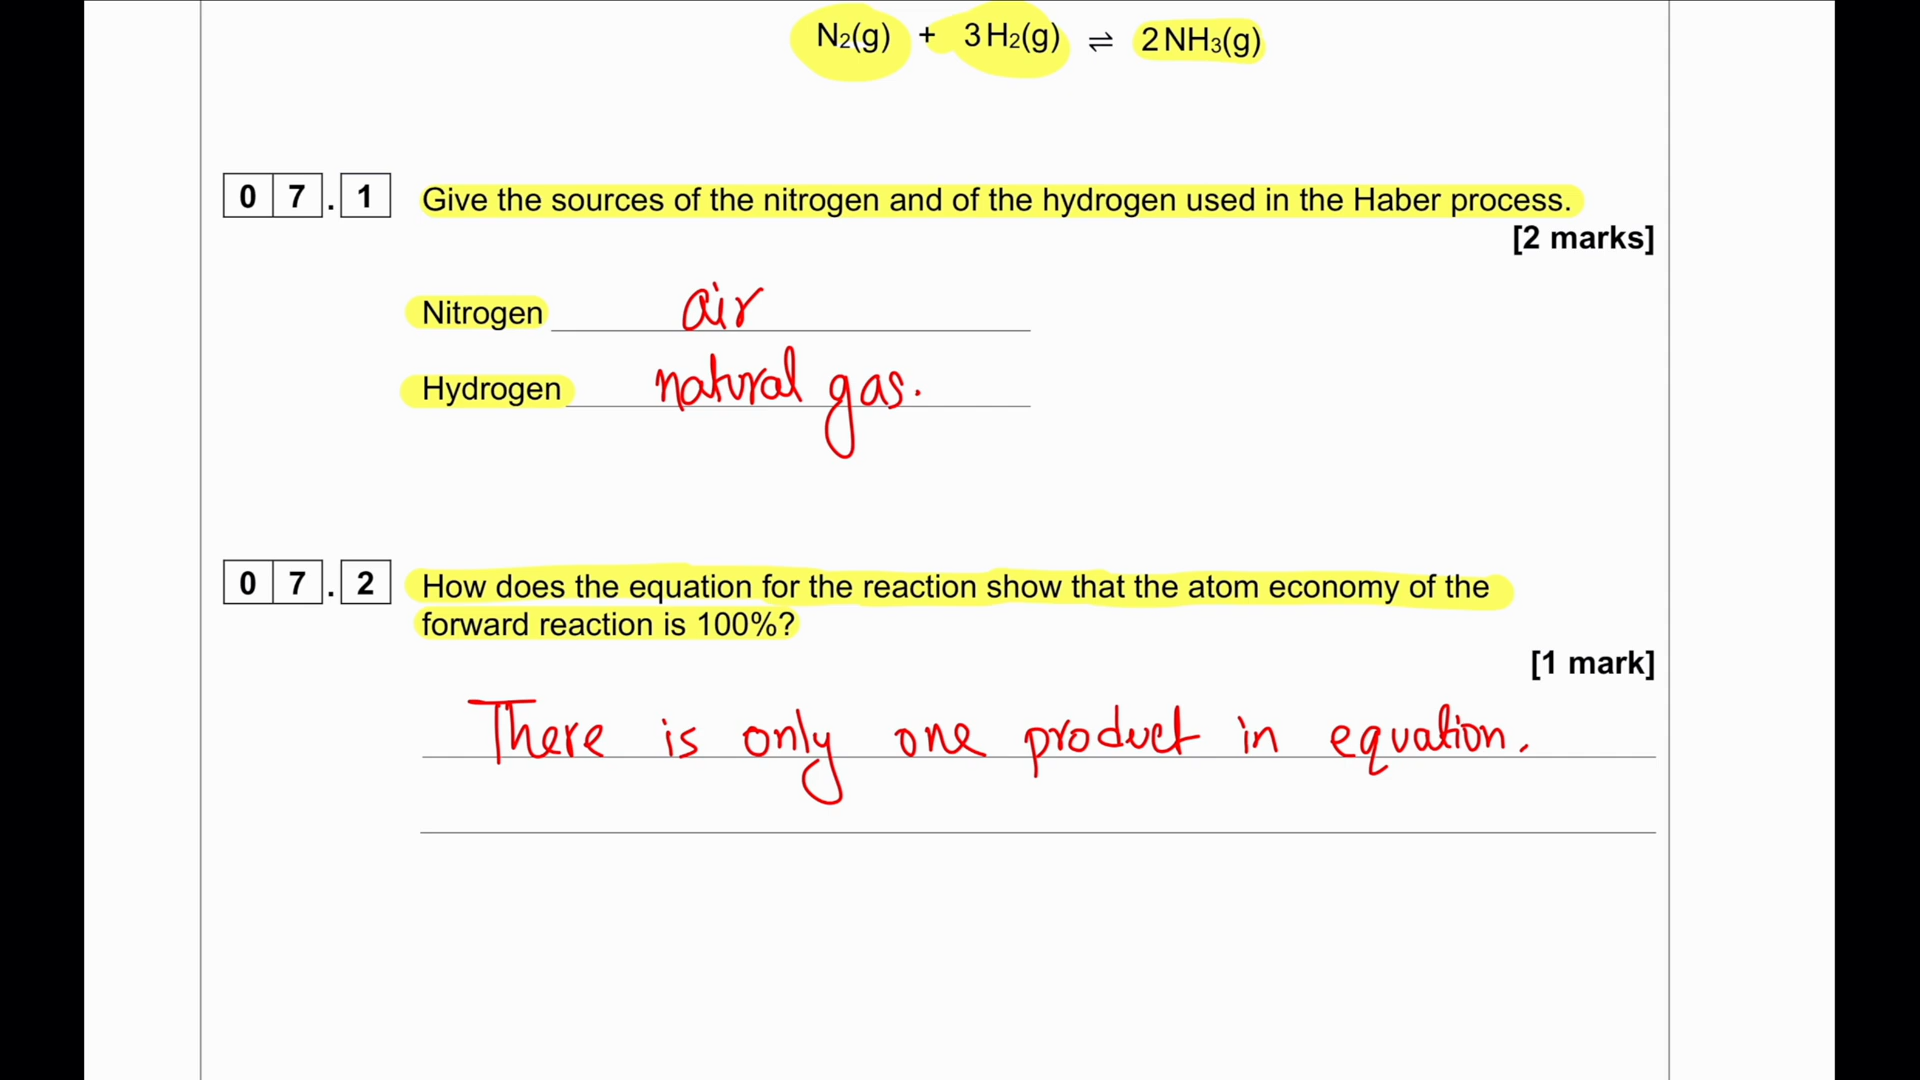 N2(g) + 3H2(g) ⇌ 2NH3(g)
0 7 . 1 Give the sources of the nitrogen and of the hydrogen used in the Haber process.
[2 marks]
Nitrogen air
Hydrogen natural gas.
0 7 . 2 How does the equation for the reaction show that the atom economy of the
forward reaction is 100%?
[1 mark]
There is only one product in equation.